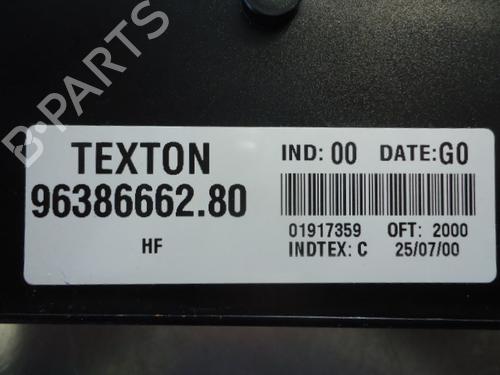 B-PARTS
TEXTON
96386662.80
HF
IND: 00 DATE:G0
01917359 OFT: 2000
INDTEX: C 25/07/00